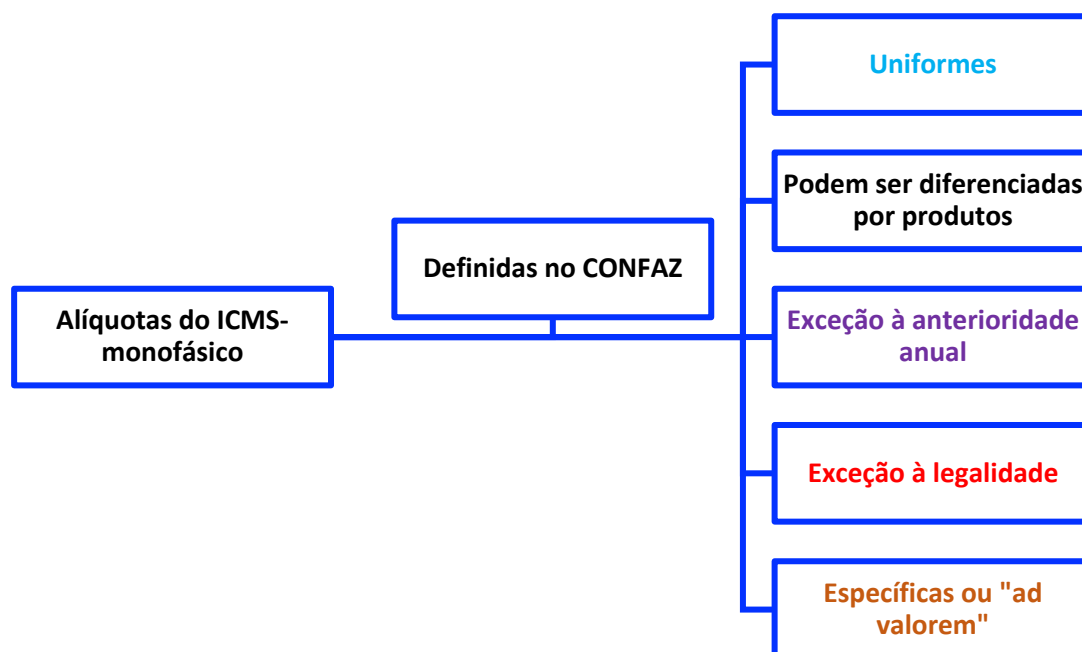 Alíquotas do ICMS-
monofásico
Definidas no CONFAZ
Uniformes
Podem ser diferenciadas
por produtos
Exceção à anterioridade
anual
Exceção à legalidade
Específicas ou "ad
valorem"